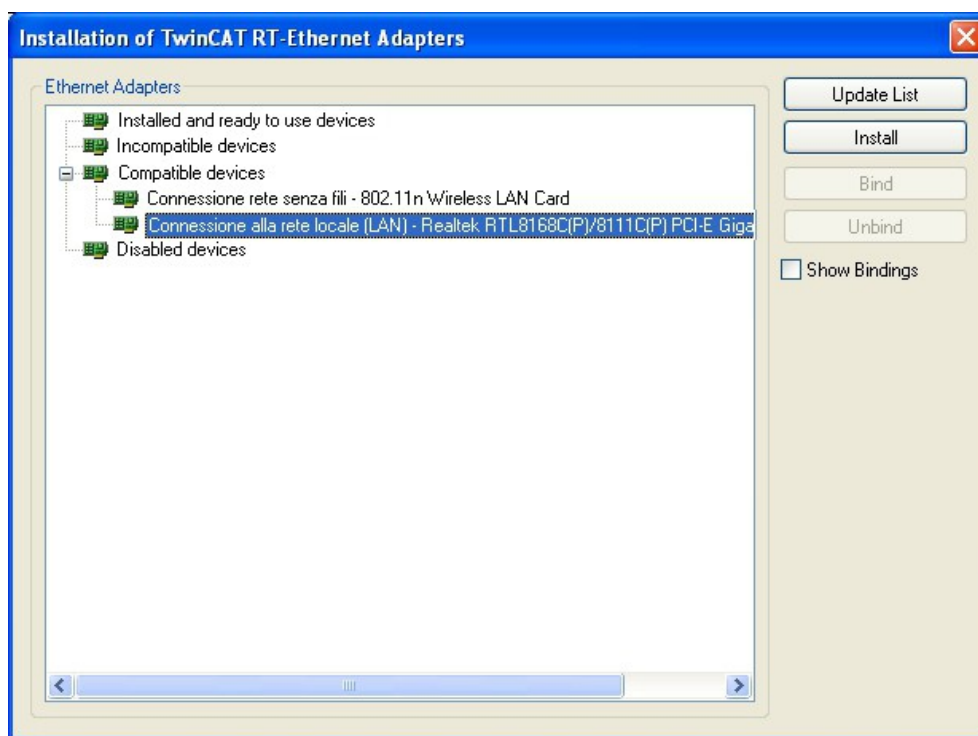 Installation of TwinCAT RT-Ethernet Adapters
Ethernet Adapters
Installed and ready to use devices
Incompatible devices
Compatible devices
Connessione rete senza fili - 802.11n Wireless LAN Card
Connessione alla rete locale (LAN) - Realtek RTL8168C(P)/8111C(P) PCI-E Giga
Disabled devices
Update List
Install
Bind
Unbind
Show Bindings